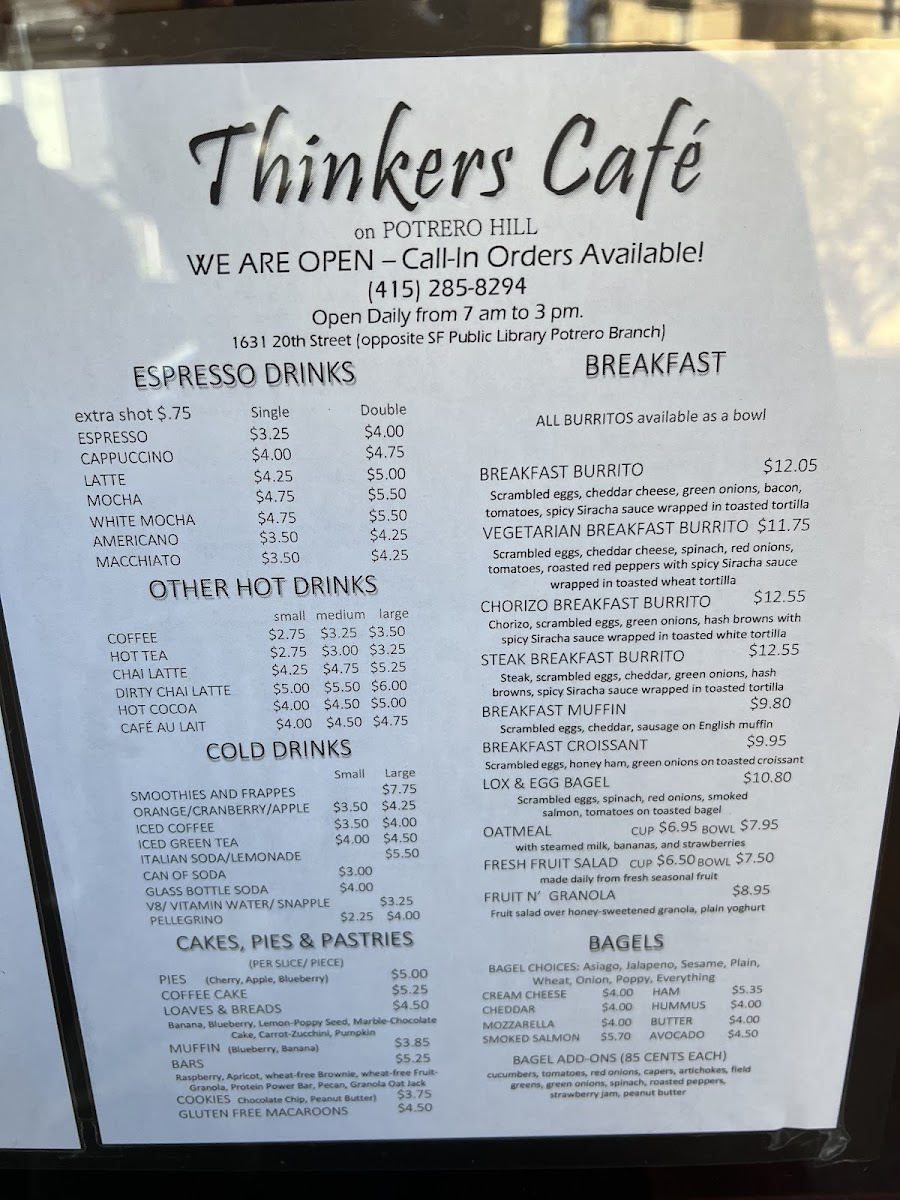 Thinkers Café
on POTRERO HILL
WE ARE OPEN – Call-In Orders Available!
(415) 285-8294
Open Daily from 7 am to 3 pm.
1631 20th Street (opposite SF Public Library Potrero Branch)
ESPRESSO DRINKS
extra shot $.75 Single Double
ESPRESSO $3.25 $4.00
CAPPUCCINO $4.00 $4.75
LATTE $4.25 $5.00
MOCHA $4.75 $5.50
WHITE MOCHA $4.75 $5.50
AMERICANO $3.50 $4.25
MACCHIATO $3.50 $4.25
OTHER HOT DRINKS
small medium large
COFFEE $2.75 $3.25 $3.50
HOT TEA $2.75 $3.00 $3.25
CHAI LATTE $4.25 $4.75 $5.25
DIRTY CHAI LATTE $5.00 $5.50 $6.00
HOT COCOA $4.00 $4.50 $5.00
CAFÉ AU LAIT $4.00 $4.50 $4.75
COLD DRINKS
Small Large
SMOOTHIES AND FRAPPES $7.75
ORANGE/CRANBERRY/APPLE $3.50 $4.25
ICED COFFEE $3.50 $4.00
ICED GREEN TEA $4.00 $4.50
ITALIAN SODA/LEMONADE $5.50
CAN OF SODA $3.00
GLASS BOTTLE SODA $4.00
V8/ VITAMIN WATER/ SNAPPLE $3.25
PELLEGRINO $2.25 $4.00
CAKES, PIES & PASTRIES
(PER SLICE/ PIECE)
PIES (Cherry, Apple, Blueberry) $5.00
COFFEE CAKE $5.25
LOAVES & BREADS $4.50
Banana, Blueberry, Lemon-Poppy Seed, Marble-Chocolate
Cake, Carrot-Zucchini, Pumpkin
MUFFIN (Blueberry, Banana) $3.85
BARS $5.25
Raspberry, Apricot, wheat-free Brownie, wheat-free Fruit-
Granola, Protein Power Bar, Pecan, Granola Oat Jack
COOKIES Chocolate Chip, Peanut Butter) $3.75
GLUTEN FREE MACAROONS $4.50
BREAKFAST
ALL BURRITOS available as a bowl
BREAKFAST BURRITO $12.05
Scrambled eggs, cheddar cheese, green onions, bacon,
tomatoes, spicy Siracha sauce wrapped in toasted tortilla
VEGETARIAN BREAKFAST BURRITO $11.75
Scrambled eggs, cheddar cheese, spinach, red onions,
tomatoes, roasted red peppers with spicy Siracha sauce
wrapped in toasted wheat tortilla
CHORIZO BREAKFAST BURRITO $12.55
Chorizo, scrambled eggs, green onions, hash browns with
spicy Siracha sauce wrapped in toasted white tortilla
STEAK BREAKFAST BURRITO $12.55
Steak, scrambled eggs, cheddar, green onions, hash
browns, spicy Siracha sauce wrapped in toasted tortilla
BREAKFAST MUFFIN $9.80
Scrambled eggs, cheddar, sausage on English muffin
BREAKFAST CROISSANT $9.95
Scrambled eggs, honey ham, green onions on toasted croissant
LOX & EGG BAGEL $10.80
Scrambled eggs, spinach, red onions, smoked
salmon, tomatoes on toasted bagel
OATMEAL CUP $6.95 BOWL $7.95
with steamed milk, bananas, and strawberries
FRESH FRUIT SALAD CUP $6.50 BOWL $7.50
made daily from fresh seasonal fruit
FRUIT N' GRANOLA $8.95
Fruit salad over honey-sweetened granola, plain yoghurt
BAGELS
BAGEL CHOICES: Asiago, Jalapeno, Sesame, Plain,
Wheat, Onion, Poppy, Everything
CREAM CHEESE $4.00 HAM $5.35
CHEDDAR $4.00 HUMMUS $4.00
MOZZARELLA $4.00 BUTTER $4.00
SMOKED SALMON $5.70 AVOCADO $4.50
BAGEL ADD-ONS (85 CENTS EACH)
cucumbers, tomatoes, red onions, capers, artichokes, field
greens, green onions, spinach, roasted peppers,
strawberry jam, peanut butter